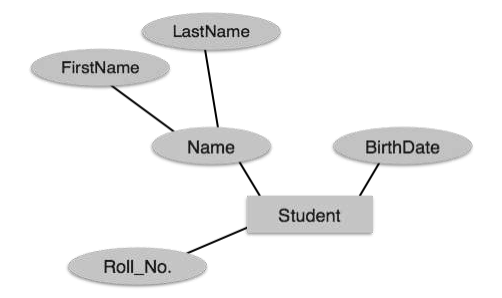 LastName
FirstName
Name
BirthDate
Student
Roll_No.